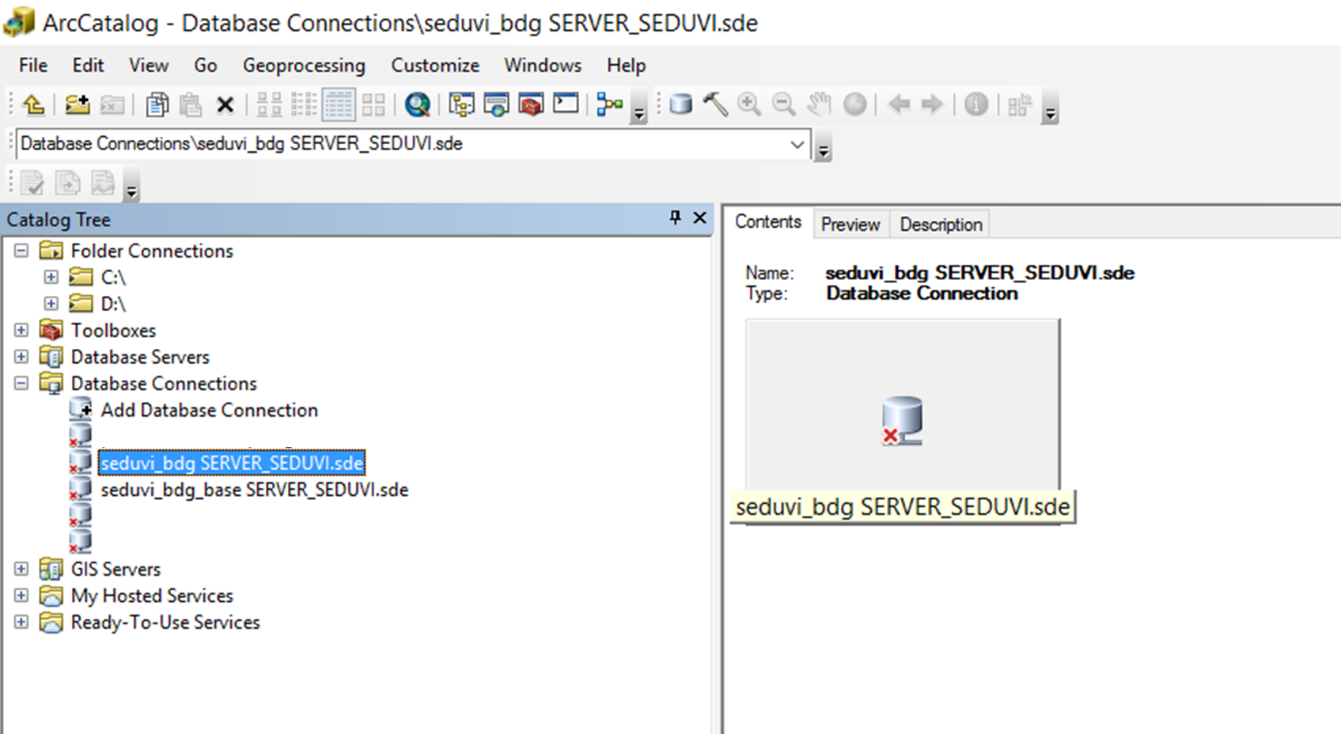 ArcCatalog - Database Connections\seduvi_bdg SERVER_SEDUVI.sde
File Edit View Go Geoprocessing Customize Windows Help
Database Connections\seduvi_bdg SERVER_SEDUVI.sde
Catalog Tree
Folder Connections
C:\
D:\
Toolboxes
Database Servers
Database Connections
Add Database Connection
seduvi_bdg SERVER_SEDUVI.sde
seduvi_bdg_base SERVER_SEDUVI.sde
GIS Servers
My Hosted Services
Ready-To-Use Services
Contents Preview Description
Name: seduvi_bdg SERVER_SEDUVI.sde
Type: Database Connection
seduvi_bdg SERVER_SEDUVI.sde